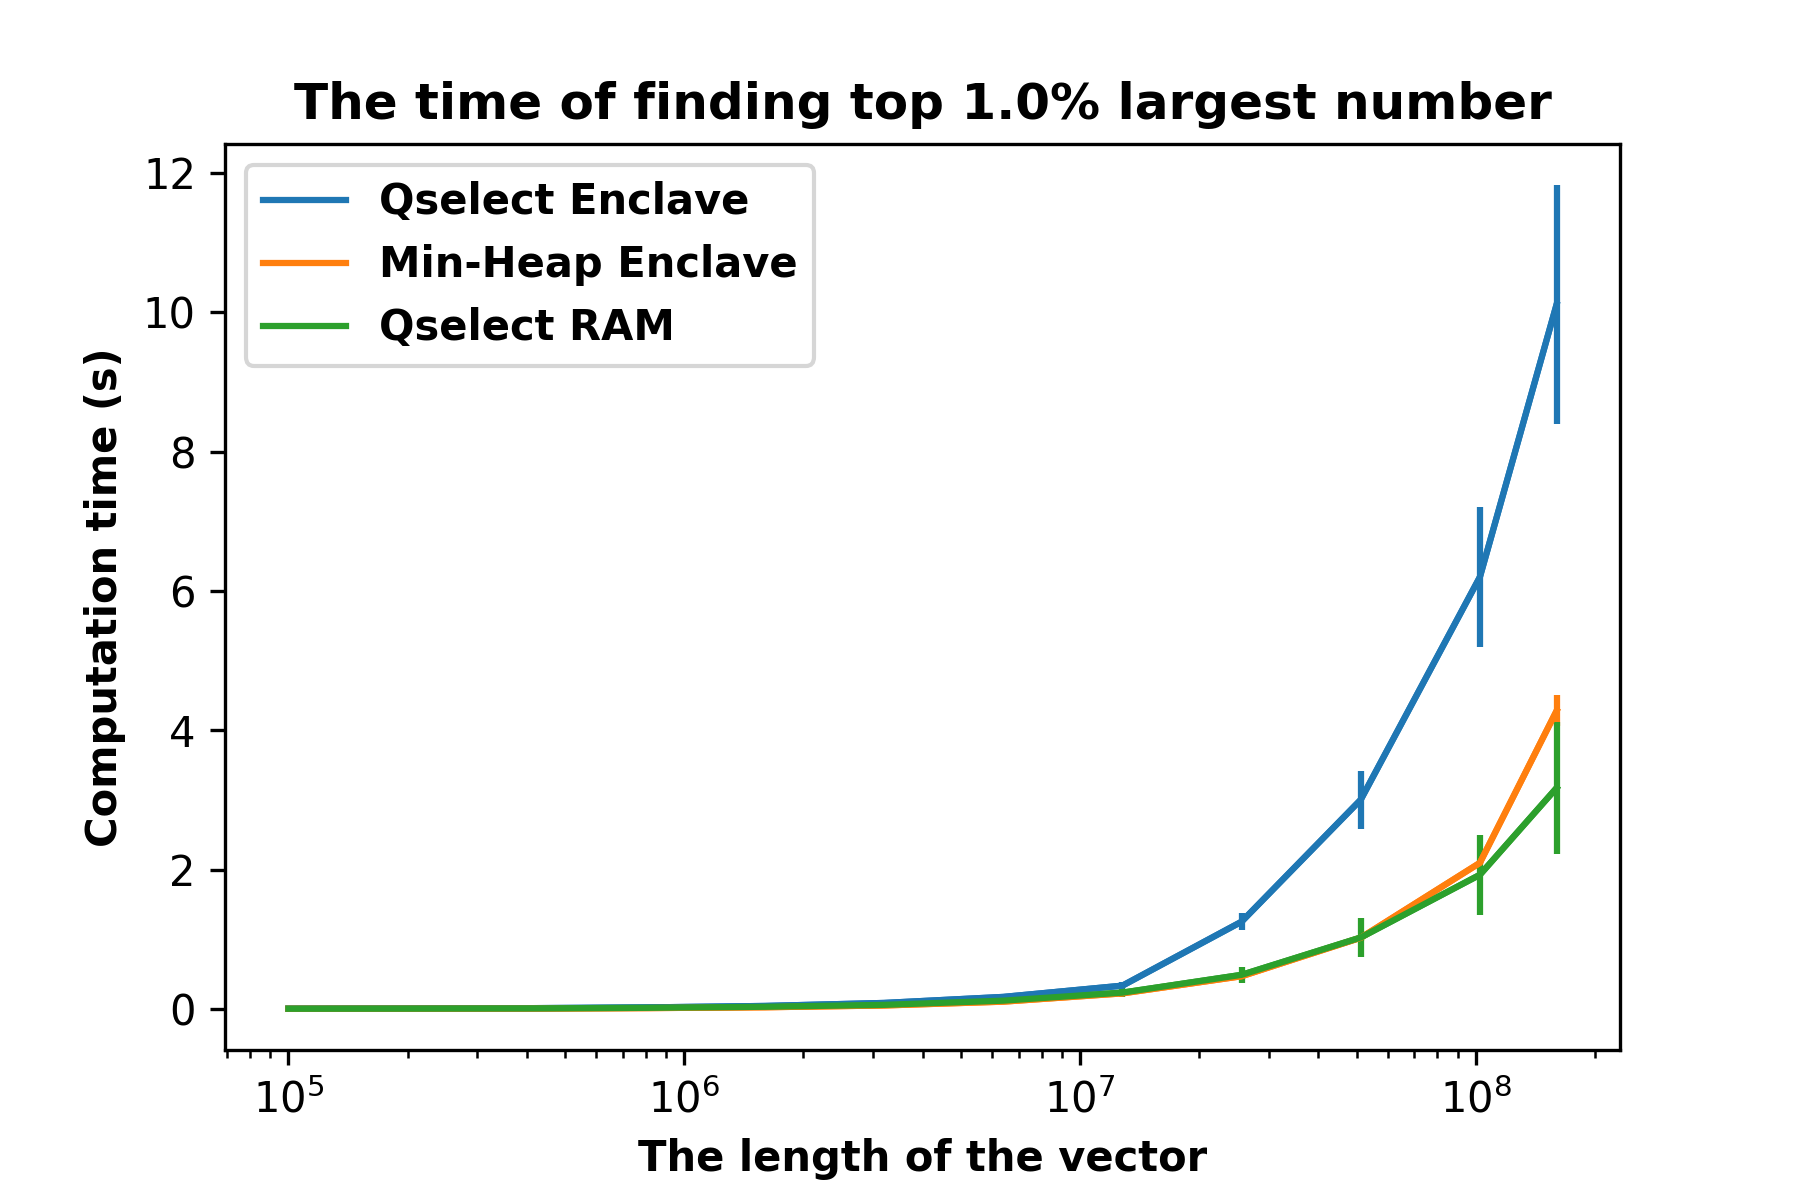 The time of finding top 1.0% largest number
Qselect Enclave
Min-Heap Enclave
Qselect RAM
Computation time (s)
12
10
8
6
4
2
0
10⁵ 10⁶ 10⁷ 10⁸
The length of the vector